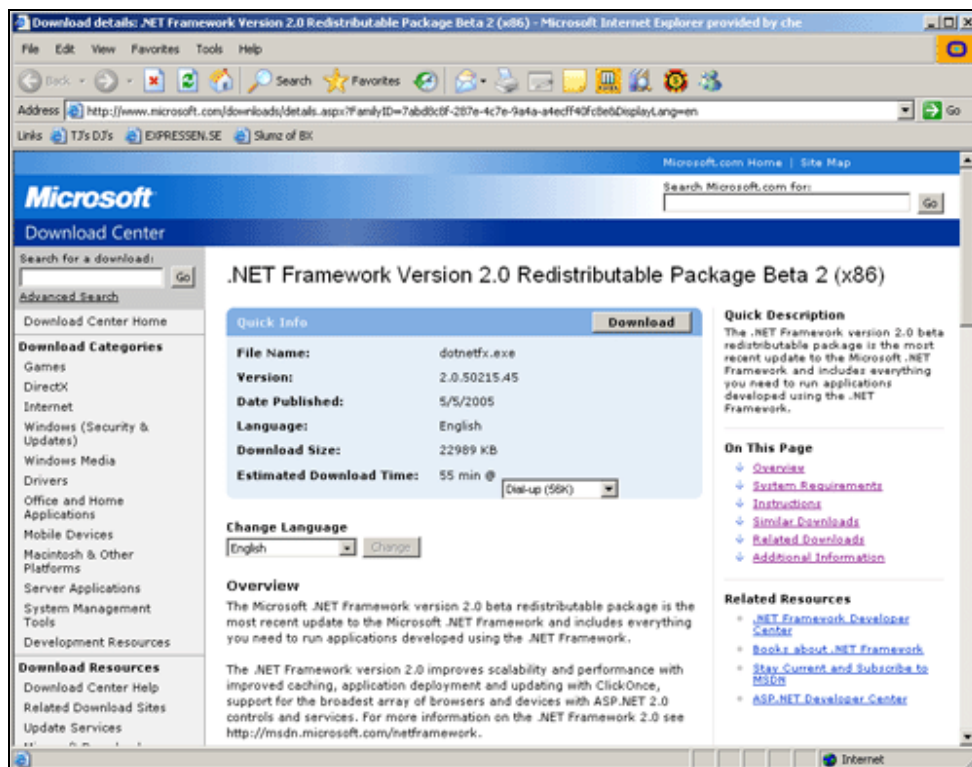 Download details: .NET Framework Version 2.0 Redistributable Package Beta 2 (x86) - Microsoft Internet Explorer provided by che
File Edit View Favorites Tools Help
Back Search Favorites
Address http://www.microsoft.com/downloads/details.aspx?FamilyID=7abd8c8f-287e-4c7e-9a4a-a4ecff40fc8e&DisplayLang=en Go
Links TJ's DJ's EXPRESSEN.SE Slumz of BX
Microsoft.com Home | Site Map
Microsoft
Search Microsoft.com for:
Go
Download Center
Search for a download:
Go
Advanced Search
Download Center Home
Download Categories
Games
DirectX
Internet
Windows (Security &
Updates)
Windows Media
Drivers
Office and Home
Applications
Mobile Devices
Macintosh & Other
Platforms
Server Applications
System Management
Tools
Development Resources
Download Resources
Download Center Help
Related Download Sites
Update Services
.NET Framework Version 2.0 Redistributable Package Beta 2 (x86)
Quick Info Download
File Name: dotnetfx.exe
Version: 2.0.50215.45
Date Published: 5/5/2005
Language: English
Download Size: 22989 KB
Estimated Download Time: 55 min @ Dial-up (56K)
Change Language
English Change
Overview
The Microsoft .NET Framework version 2.0 beta redistributable package is the
most recent update to the Microsoft .NET Framework and includes everything
you need to run applications developed using the .NET Framework.
The .NET Framework version 2.0 improves scalability and performance with
improved caching, application deployment and updating with ClickOnce,
support for the broadest array of browsers and devices with ASP.NET 2.0
controls and services. For more information on the .NET Framework 2.0 see
http://msdn.microsoft.com/netframework.
Quick Description
The .NET Framework version 2.0 beta
redistributable package is the most
recent update to the Microsoft .NET
Framework and includes everything
you need to run applications
developed using the .NET
Framework.
On This Page
Overview
System Requirements
Instructions
Similar Downloads
Related Downloads
Additional Information
Related Resources
.NET Framework Developer
Center
Books about .NET Framework
Stay Current and Subscribe to
MSDN
ASP.NET Developer Center
Internet